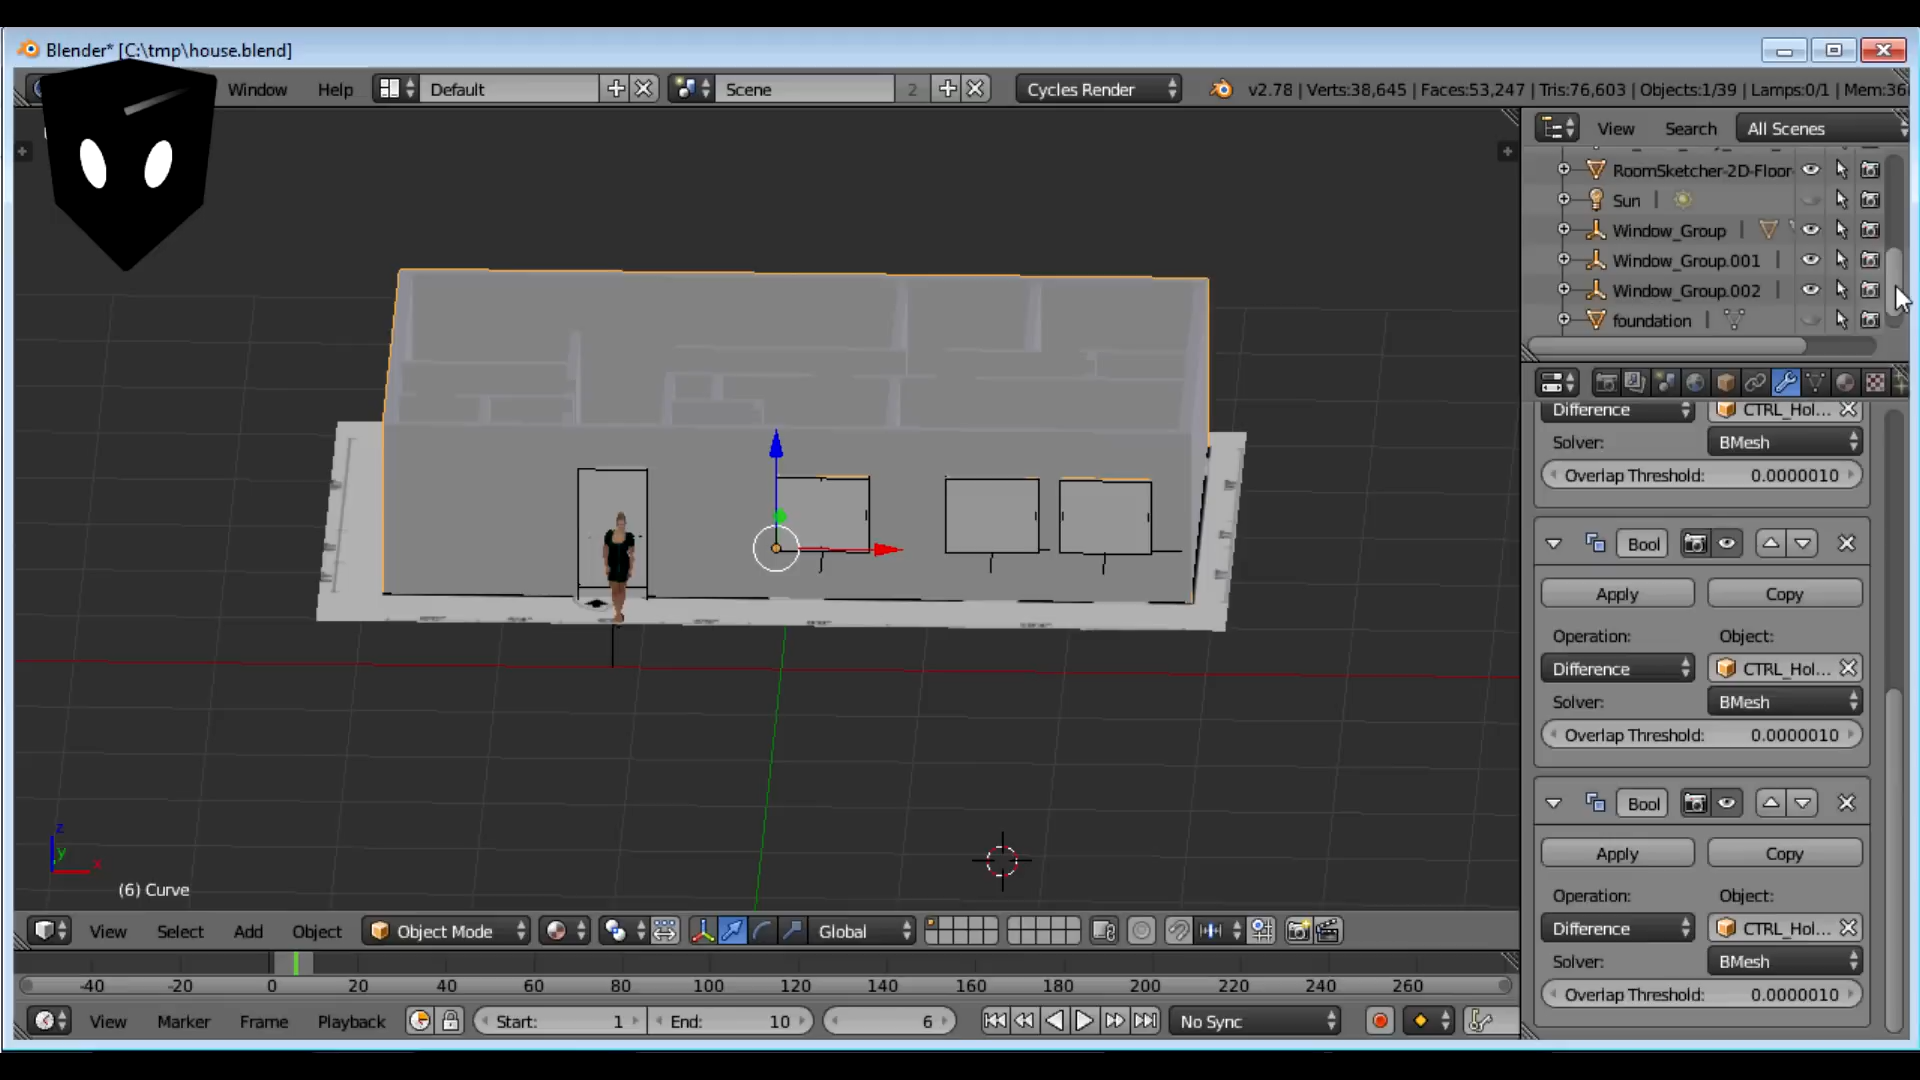 Blender* [C:\tmp\house.blend]
Window Help Default Scene 2 Cycles Render v2.78 | Verts:38,645 | Faces:53,247 | Tris:76,603 | Objects:1/39 | Lamps:0/1 | Mem:36
View Search All Scenes
RoomSketcher-2D-Floor-
Sun
Window_Group
Window_Group.001
Window_Group.002
foundation
Difference CTRL_Hol...
Solver: BMesh
Overlap Threshold: 0.0000010
Bool
Apply Copy
Operation: Object:
Difference CTRL_Hol...
Solver: BMesh
Overlap Threshold: 0.0000010
Bool
Apply Copy
Operation: Object:
Difference CTRL_Hol...
Solver: BMesh
Overlap Threshold: 0.0000010
z
y
x
(6) Curve
View Select Add Object Object Mode Global
-40 -20 0 20 40 60 80 100 120 140 160 180 200 220 240 260
View Marker Frame Playback Start: 1 End: 10 6 No Sync